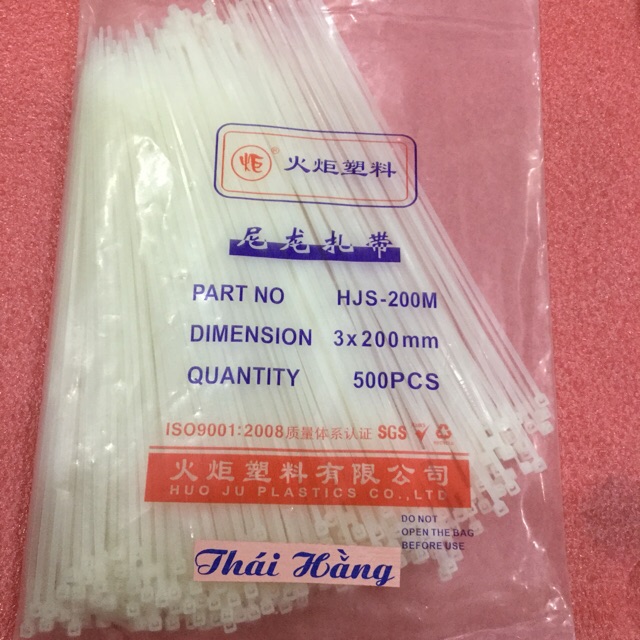 炬® 火炬塑料
尼龙扎带
PART NO HJS-200M
DIMENSION 3x200mm
QUANTITY 500PCS
ISO9001:2008质量体系认证 SGS
火炬塑料有限公司
HUO JU PLASTICS CO.,LTD
DO NOT
OPEN THE BAG
BEFORE USE
Thái Hằng